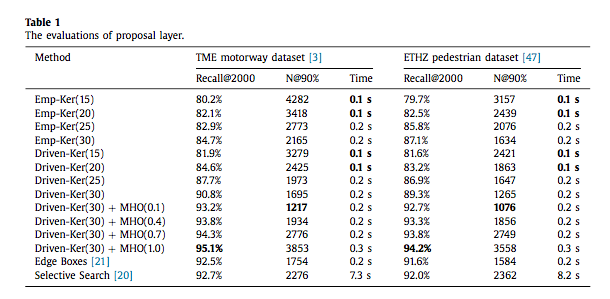 Table 1
The evaluations of proposal layer.
Method TME motorway dataset [3] ETHZ pedestrian dataset [47]
Recall@2000 N@90% Time Recall@2000 N@90% Time
Emp-Ker(15) 80.2% 4282 0.1 s 79.7% 3157 0.1 s
Emp-Ker(20) 82.1% 3418 0.1 s 82.5% 2439 0.1 s
Emp-Ker(25) 82.9% 2773 0.2 s 85.8% 2076 0.2 s
Emp-Ker(30) 84.7% 2165 0.2 s 87.1% 1634 0.2 s
Driven-Ker(15) 81.9% 3279 0.1 s 81.6% 2421 0.1 s
Driven-Ker(20) 84.6% 2425 0.1 s 83.2% 1863 0.1 s
Driven-Ker(25) 87.7% 1973 0.2 s 86.9% 1647 0.2 s
Driven-Ker(30) 90.8% 1695 0.2 s 89.3% 1265 0.2 s
Driven-Ker(30) + MHO(0.1) 93.2% 1217 0.2 s 92.7% 1076 0.2 s
Driven-Ker(30) + MHO(0.4) 93.8% 1934 0.2 s 93.3% 1856 0.2 s
Driven-Ker(30) + MHO(0.7) 94.3% 2776 0.2 s 93.8% 2749 0.2 s
Driven-Ker(30) + MHO(1.0) 95.1% 3853 0.3 s 94.2% 3558 0.3 s
Edge Boxes [21] 92.5% 1754 0.2 s 91.6% 1584 0.2 s
Selective Search [20] 92.7% 2276 7.3 s 92.0% 2362 8.2 s